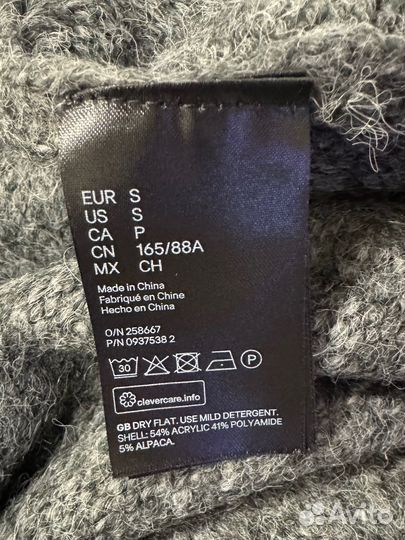 EUR S
US S
CA P
CN 165/88A
MX CH
Made in China
Fabriqué en Chine
Hecho en China
O/N 258667
P/N 0937538 2
30 P
clevercare.info
GB DRY FLAT. USE MILD DETERGENT.
SHELL: 54% ACRYLIC 41% POLYAMIDE
5% ALPACA.
Avito